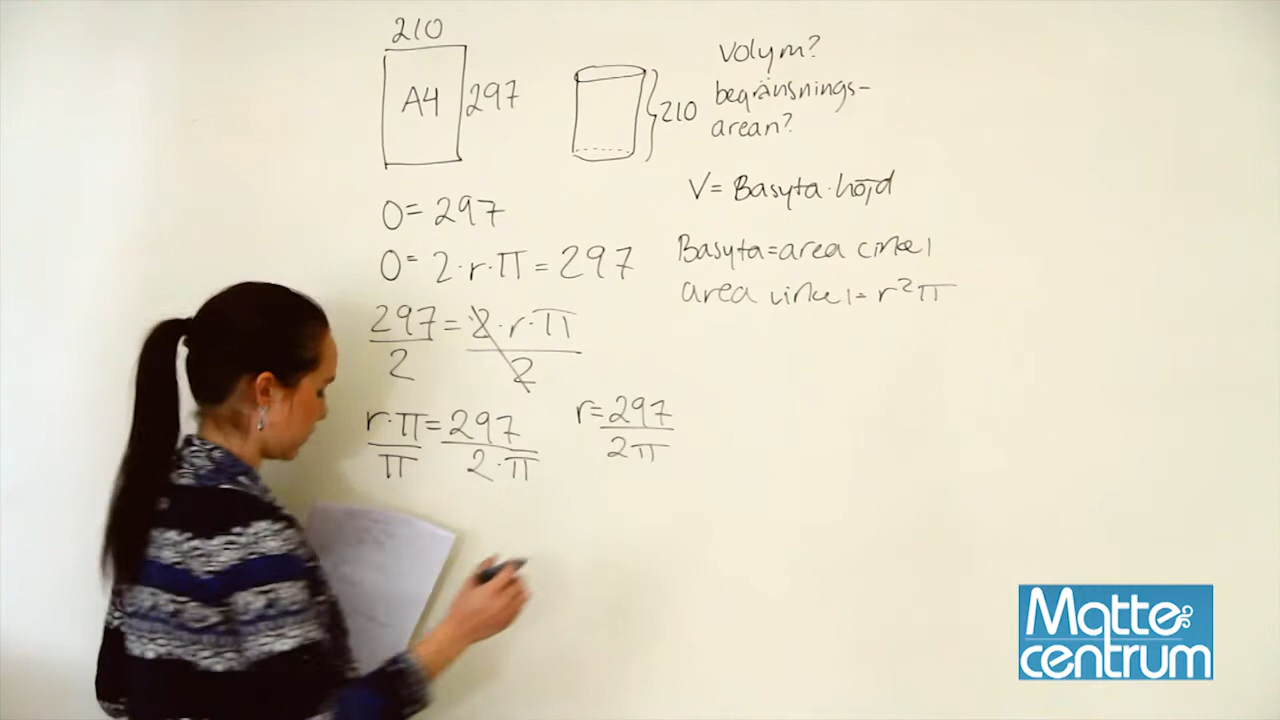 210
A4
297
210
volym?
begränsnings-
arean?
V= Basyta·höjd
O= 297
O= 2·r·π = 297
Basyta=area cirkel
area cirkel= r²π
297 = 2·r·π
2 2
r·π = 297
π 2·π
r= 297
2π
Matte
centrum